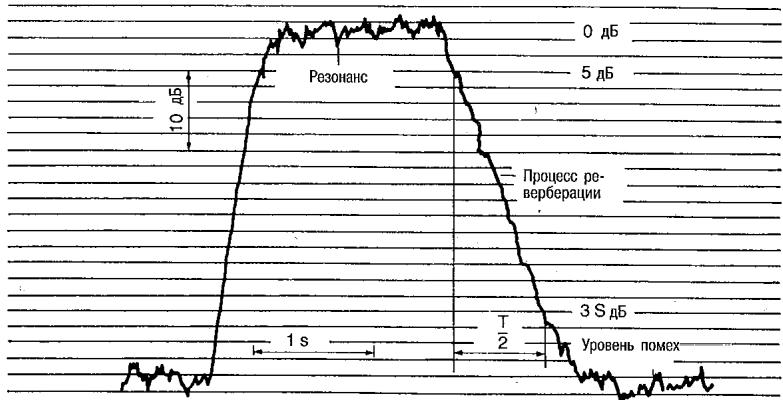 0 дБ
Резонанс
5 дБ
10 дБ
Процесс ре-
верберации
3 S дБ
1 s
T
2
Уровень помех